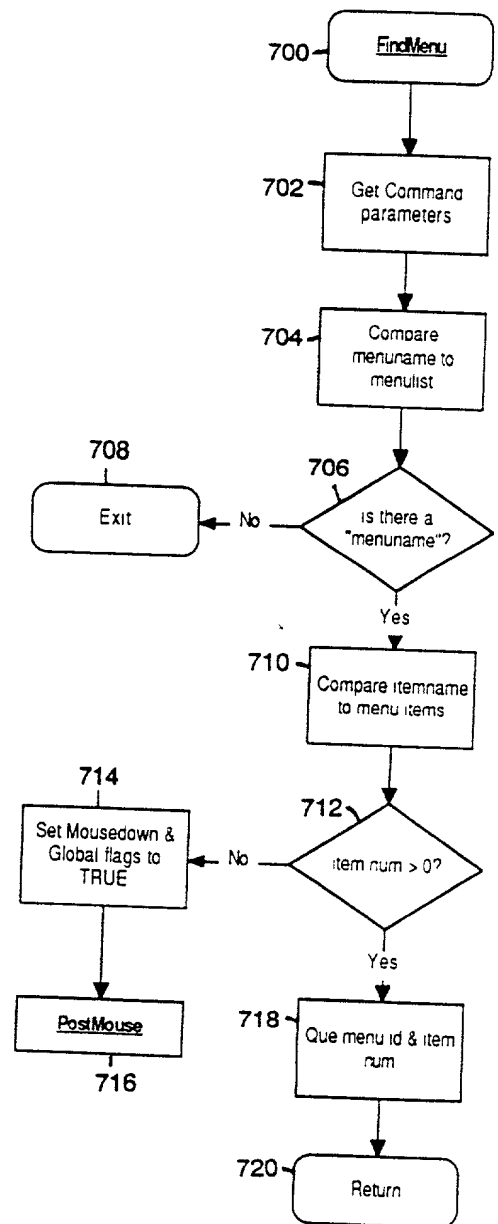 700
FindMenu
702
Get Command
parameters
704
Compare
menuname to
menulist
708
Exit
No
706
is there a
"menuname"?
Yes
710
Compare itemname
to menu items
714
Set Mousedown &
Global flags to
TRUE
No
712
item num > 0?
Yes
PostMouse
716
718
Que menu id & item
num
720
Return